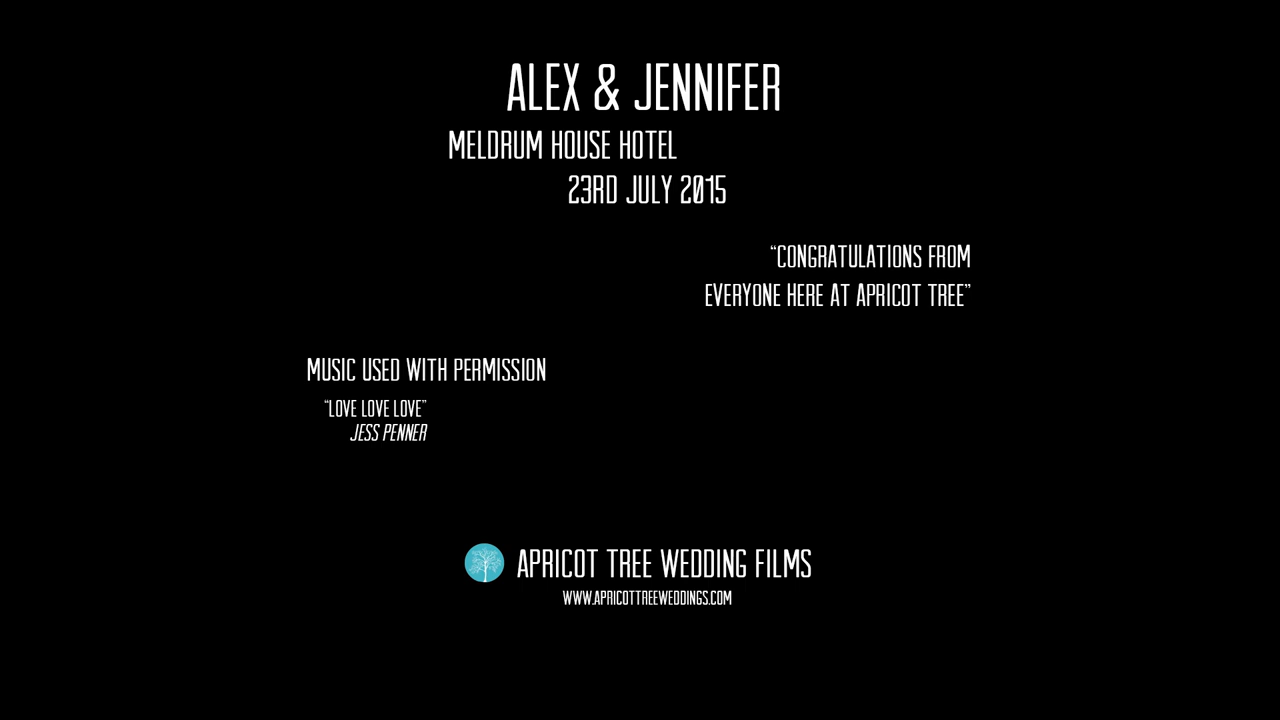 ALEX & JENNIFER
MELDRUM HOUSE HOTEL
23RD JULY 2015
“CONGRATULATIONS FROM
EVERYONE HERE AT APRICOT TREE”
MUSIC USED WITH PERMISSION
“LOVE LOVE LOVE”
JESS PENNER
APRICOT TREE WEDDING FILMS
WWW.APRICOTTREEWEDDINGS.COM